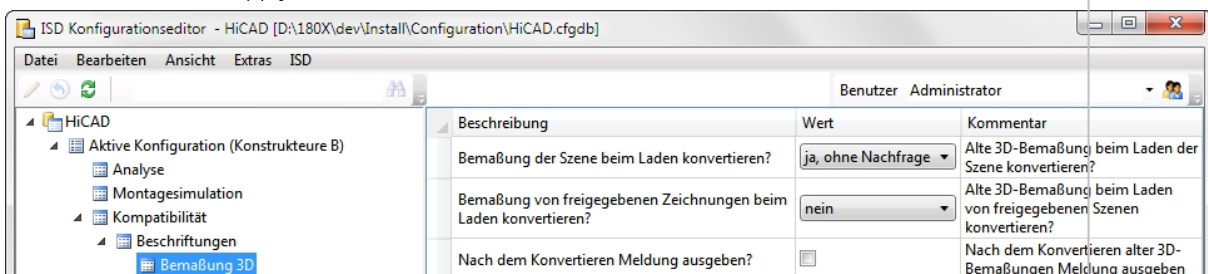 ISD Konfigurationseditor - HiCAD [D:\180X\dev\Install\Configuration\HiCAD.cfgdb]
Datei Bearbeiten Ansicht Extras ISD
Benutzer Administrator
HiCAD
Aktive Konfiguration (Konstrukteure B)
Analyse
Montagesimulation
Kompatibilität
Beschriftungen
Bemaßung 3D
Beschreibung Wert Kommentar
Bemaßung der Szene beim Laden konvertieren? ja, ohne Nachfrage Alte 3D-Bemaßung beim Laden der
Szene konvertieren?
Bemaßung von freigegebenen Zeichnungen beim
Laden konvertieren?
nein
Alte 3D-Bemaßung beim Laden
von freigegebenen Szenen
konvertieren?
Nach dem Konvertieren Meldung ausgeben?
Nach dem Konvertieren alter 3D-
Bemaßungen Meldung ausgeben